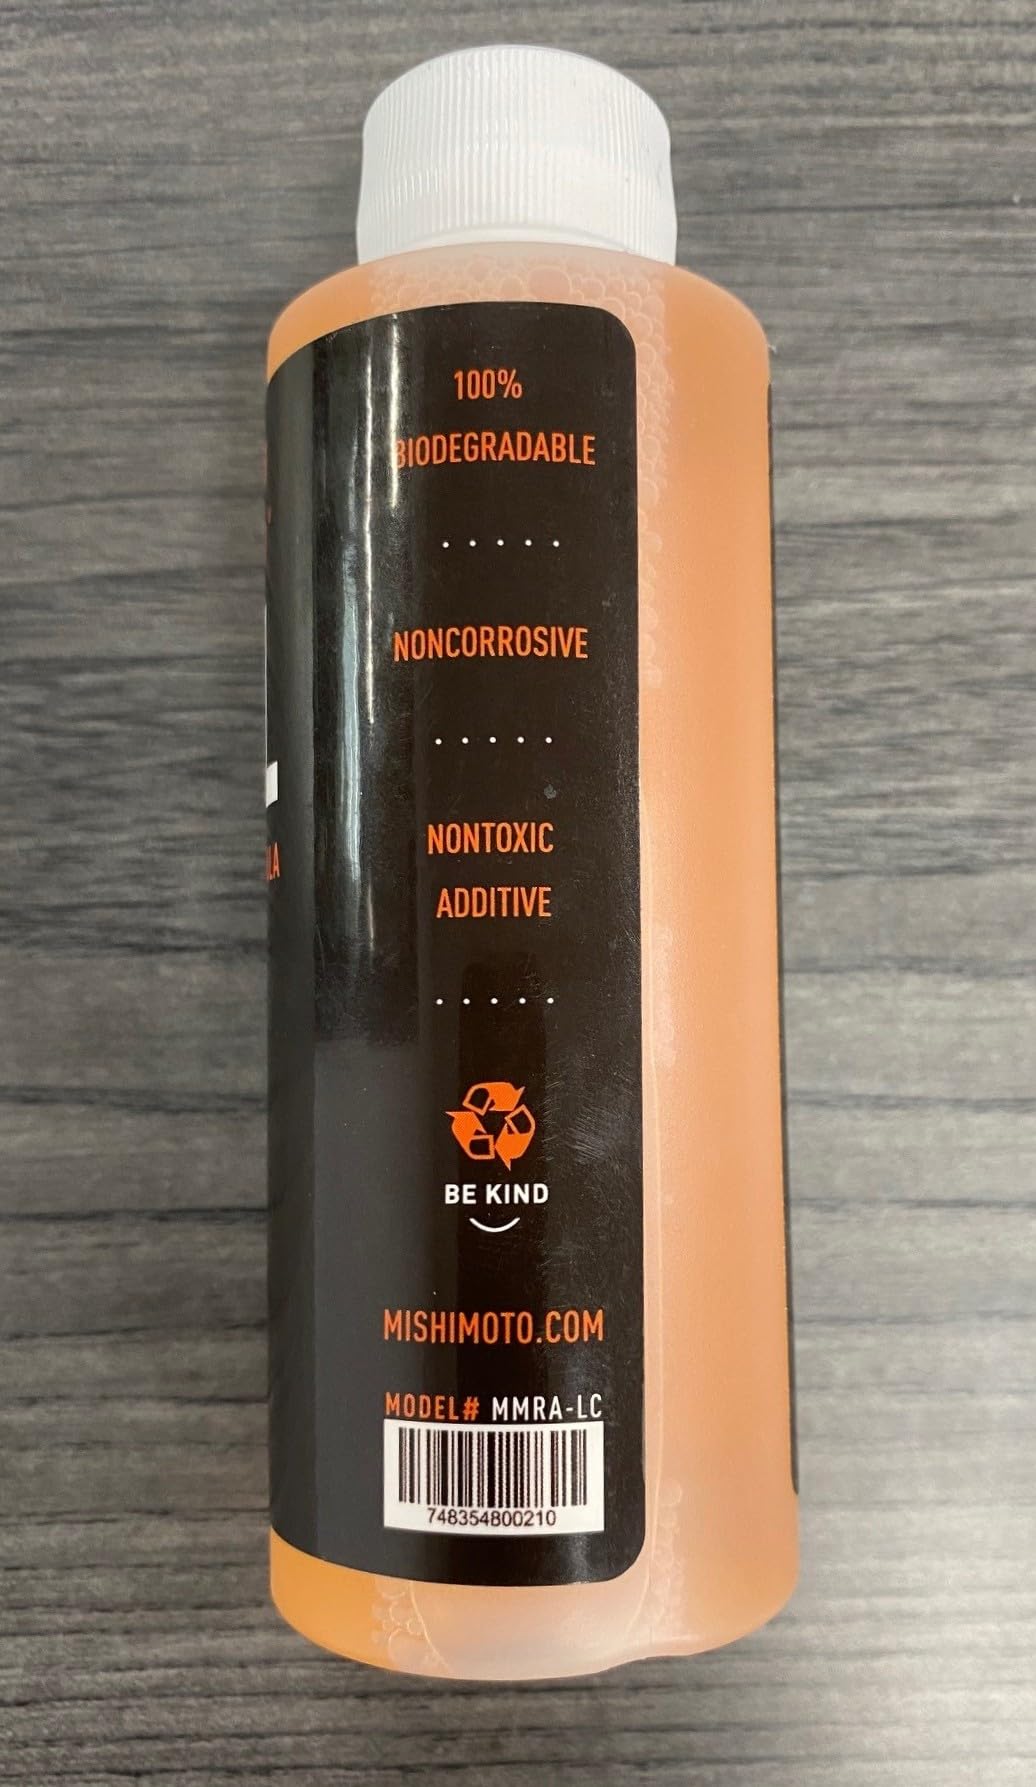 100%
BIODEGRADABLE
NONCORROSIVE
NONTOXIC
ADDITIVE
BE KIND
MISHIMOTO.COM
MODEL# MMRA-LC
748354800210